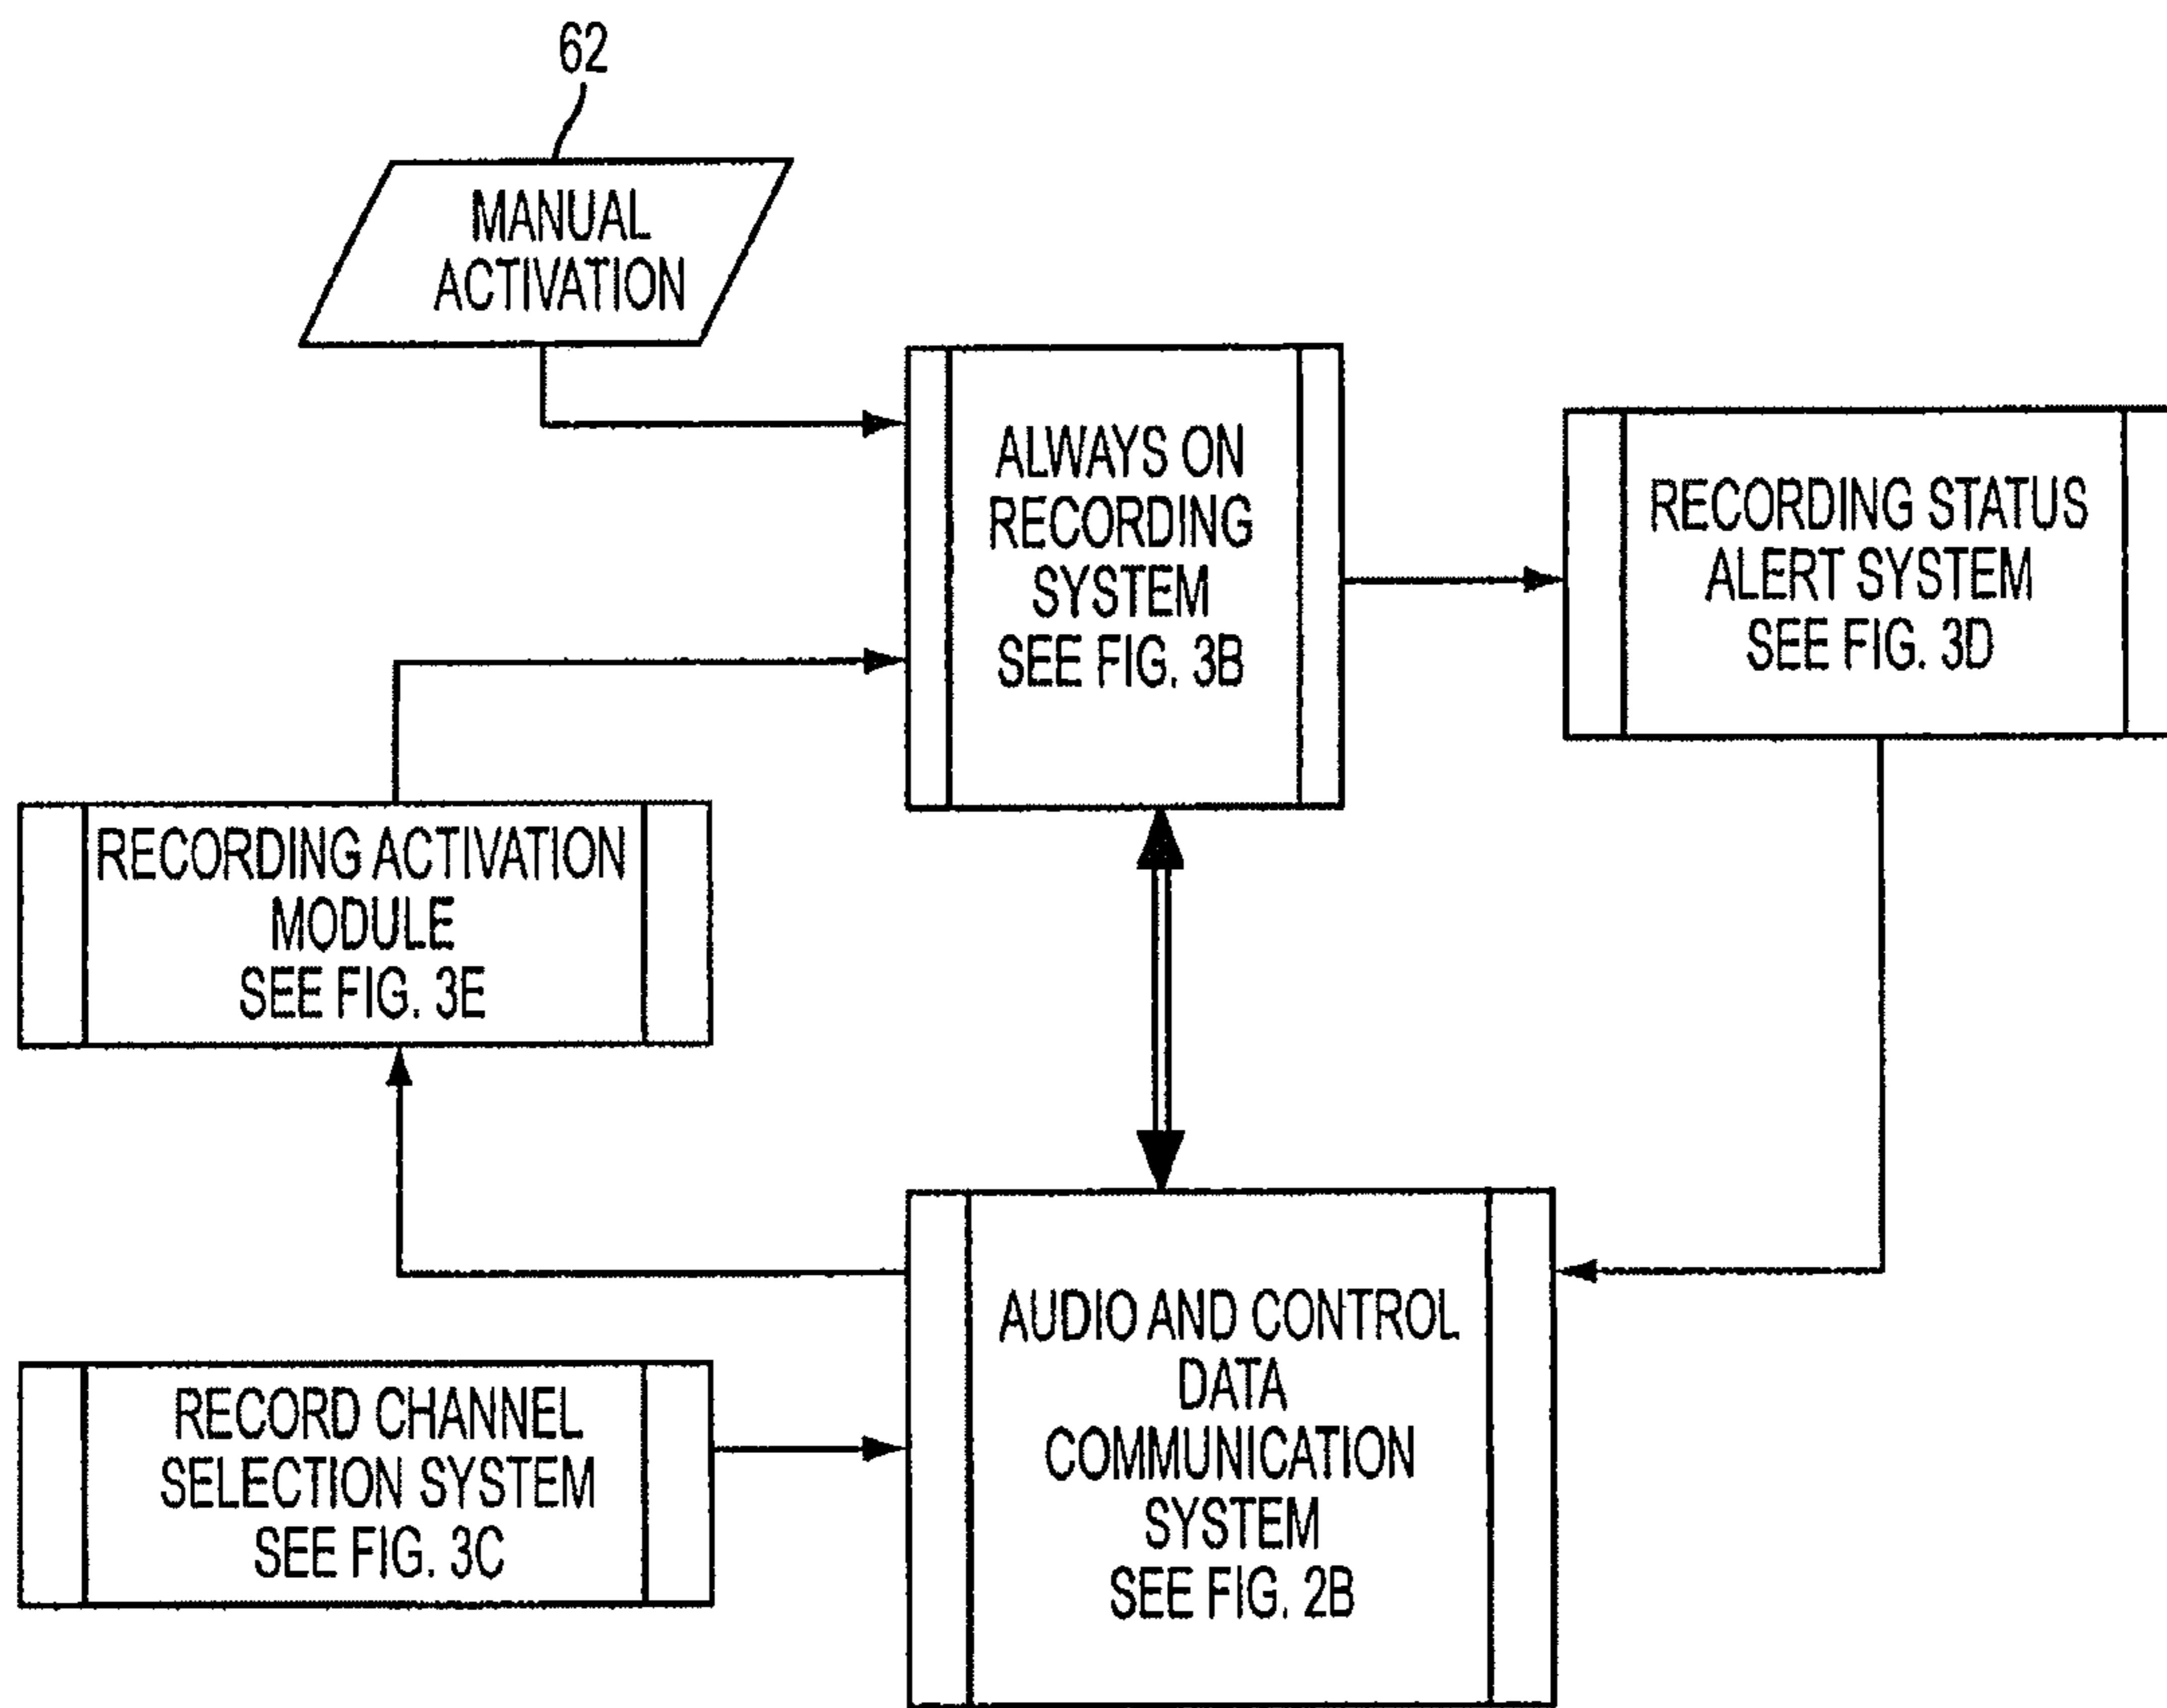 62
MANUAL
ACTIVATION
ALWAYS ON
RECORDING
SYSTEM
SEE FIG. 3B
RECORDING STATUS
ALERT SYSTEM
SEE FIG. 3D
RECORDING ACTIVATION
MODULE
SEE FIG. 3E
RECORD CHANNEL
SELECTION SYSTEM
SEE FIG. 3C
AUDIO AND CONTROL
DATA
COMMUNICATION
SYSTEM
SEE FIG. 2B